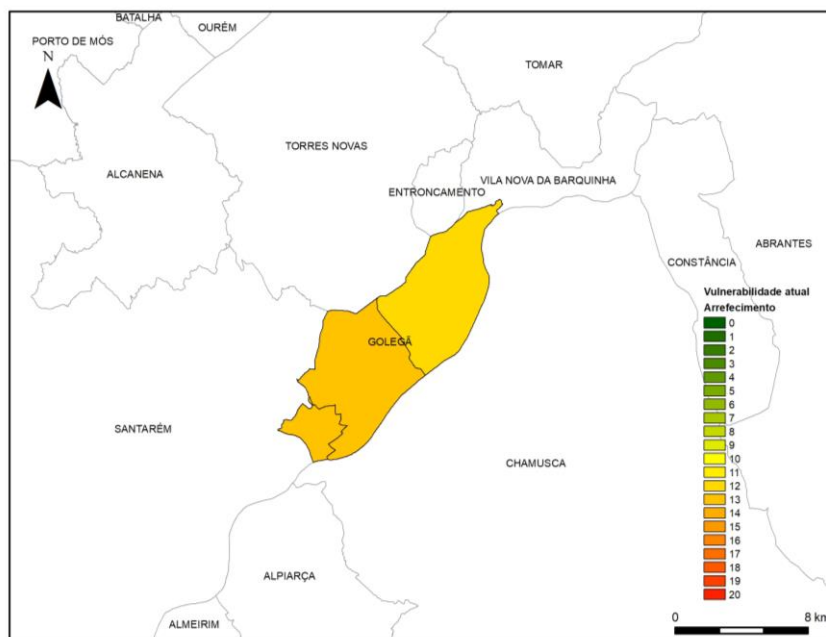 BATALHA
OURÉM
PORTO DE MÓS
N
TOMAR
TORRES NOVAS
ALCANENA
VILA NOVA DA BARQUINHA
ENTRONCAMENTO
ABRANTES
CONSTÂNCIA
Vulnerabilidade atual
Arrefecimento
0
1
2
3
4
5
6
7
8
9
10
11
12
13
14
15
16
17
18
19
20
GOLEGÃ
SANTARÉM
CHAMUSCA
ALPIARÇA
ALMEIRIM
0 8 km